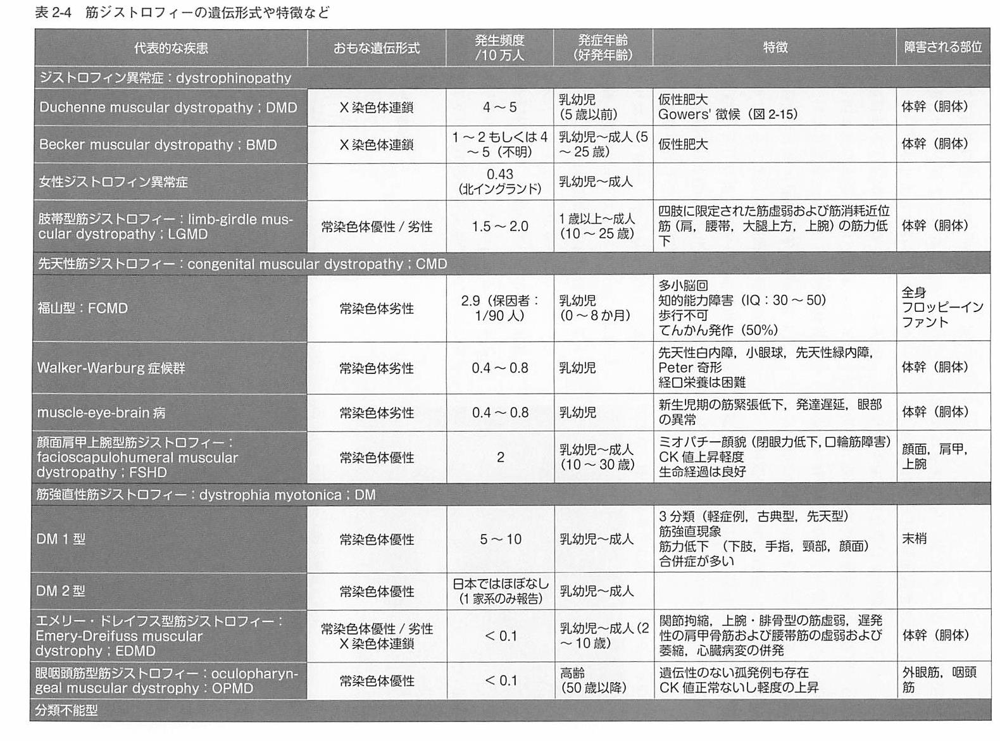 表 2-4　筋ジストロフィーの遺伝形式や特徴など
代表的な疾患
おもな遺伝形式
発生頻度
/10 万人
発症年齢
(好発年齢)
特徴
障害される部位
ジストロフィン異常症：dystrophinopathy
Duchenne muscular dystropathy；DMD
X 染色体連鎖
4 ～ 5
乳幼児
(5 歳以前)
仮性肥大
Gowers' 徴候（図 2-15）
体幹（胴体）
Becker muscular dystropathy；BMD
X 染色体連鎖
1 ～ 2 もしくは 4
～ 5（不明）
乳幼児～成人（5
～ 25 歳）
仮性肥大
体幹（胴体）
女性ジストロフィン異常症
0.43
（北イングランド）
乳幼児～成人
肢帯型筋ジストロフィー：limb-girdle mus-
cular dystropathy；LGMD
常染色体優性 / 劣性
1.5 ～ 2.0
1 歳以上～成人
（10 ～ 25 歳）
四肢に限定された筋虚弱および筋消耗近位
筋（肩，腰帯，大腿上方，上腕）の筋力低
下
体幹（胴体）
先天性筋ジストロフィー：congenital muscular dystropathy；CMD
福山型：FCMD
常染色体劣性
2.9（保因者：
1/90 人）
乳幼児
（0 ～ 8 か月）
多小脳回
知的能力障害（IQ：30 ～ 50）
歩行不可
てんかん発作（50%）
全身
フロッピーイン
ファント
Walker-Warburg 症候群
常染色体劣性
0.4 ～ 0.8
乳幼児
先天性白内障，小眼球，先天性緑内障，
Peter 奇形
経口栄養は困難
体幹（胴体）
muscle-eye-brain 病
常染色体劣性
0.4 ～ 0.8
乳幼児
新生児期の筋緊張低下，発達遅延，眼部
の異常
体幹（胴体）
顔面肩甲上腕型筋ジストロフィー：
facioscapulohumeral muscular
dystropathy；FSHD
常染色体優性
2
乳幼児～成人
（10 ～ 30 歳）
ミオパチー顔貌（閉眼力低下，口輪筋障害）
CK 値上昇軽度
生命経過は良好
顔面，肩甲，
上腕
筋強直性筋ジストロフィー：dystrophia myotonica；DM
DM 1 型
常染色体優性
5 ～ 10
乳幼児～成人
3 分類（軽症例，古典型，先天型）
筋強直現象
筋力低下　（下肢，手指，頸部，顔面）
合併症が多い
末梢
DM 2 型
常染色体優性
日本ではほぼなし
（1 家系のみ報告）
乳幼児～成人
エメリー・ドレイフス型筋ジストロフィー：
Emery-Dreifuss muscular
dystrophy；EDMD
常染色体優性 / 劣性
X 染色体連鎖
＜ 0.1
乳幼児～成人（2
～ 10 歳）
関節拘縮，上腕・腓骨型の筋虚弱，遅発
性の肩甲骨筋および腰帯筋の虚弱および
萎縮，心臓病変の併発
体幹（胴体）
眼咽頭筋型筋ジストロフィー：oculopharyn-
geal muscular dystrophy：OPMD
常染色体優性
＜ 0.1
高齢
（50 歳以降）
遺伝性のない孤発例も存在
CK 値正常ないし軽度の上昇
外眼筋，咽頭
筋
分類不能型